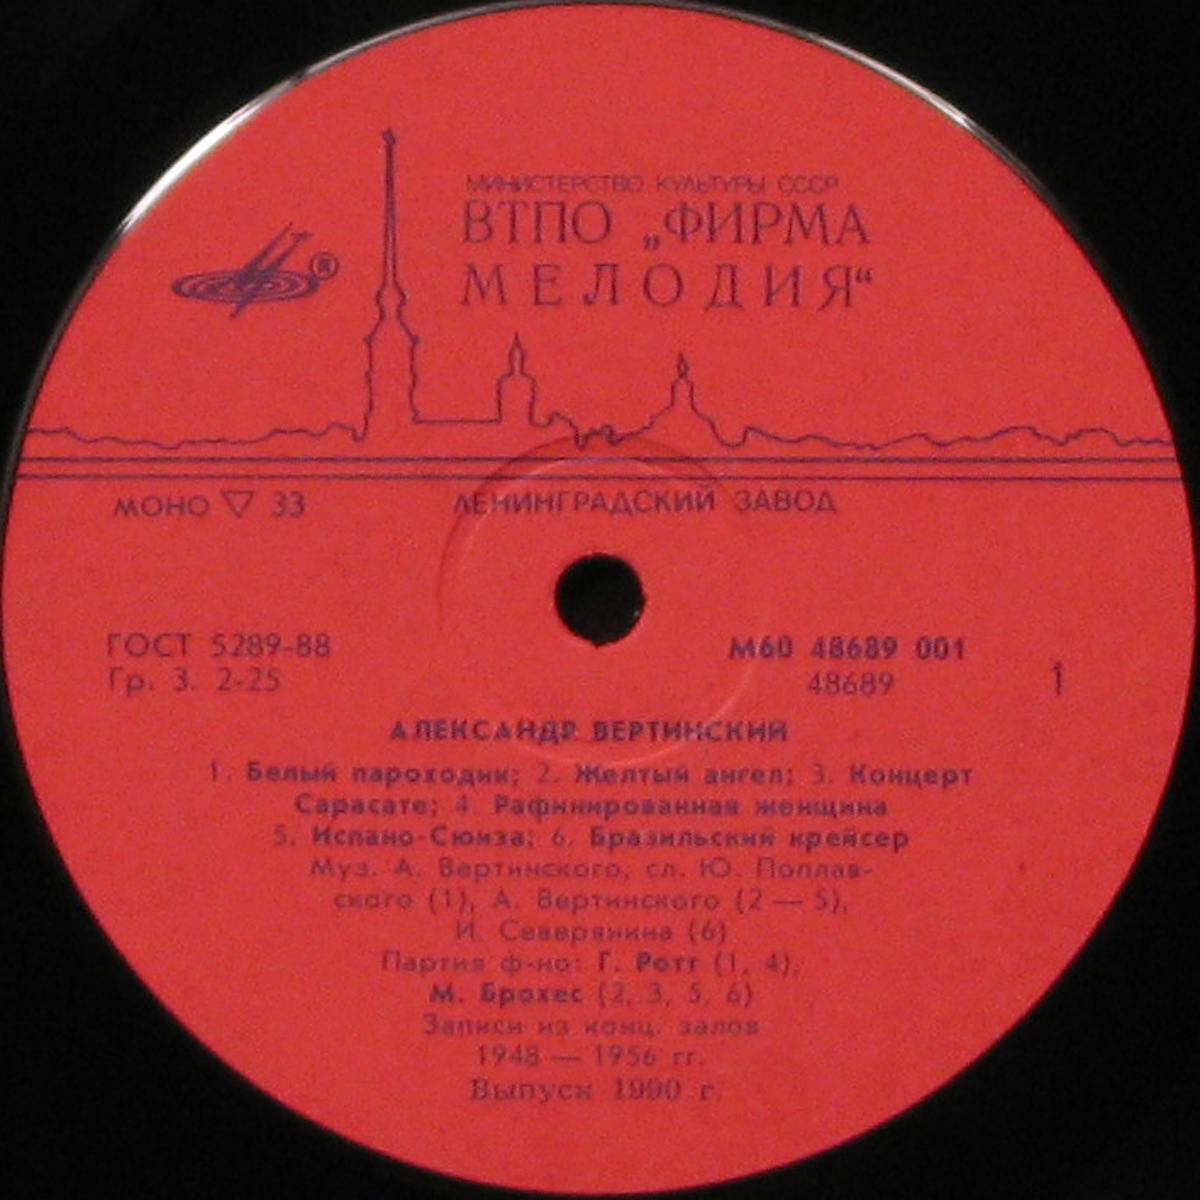 МИНИСТЕРСТВО КУЛЬТУРЫ СССР
ВТПО „ФИРМА
МЕЛОДИЯ“
®
МОНО ▽ 33
ЛЕНИНГРАДСКИЙ ЗАВОД
ГОСТ 5289-88
Гр. 3. 2-25
М60 48689 001
48689
1
АЛЕКСАНДР ВЕРТИНСКИЙ
1. Белый пароходик; 2. Желтый ангел; 3. Концерт
Сарасате; 4. Рафинированная женщина
5. Испано-Сюиза; 6. Бразильский крейсер
Муз. А. Вертинского, сл. Ю. Поплав-
ского (1), А. Вертинского (2 — 5),
И. Северянина (6)
Партия ф-но: Г. Ротт (1, 4),
М. Брохес (2, 3, 5, 6)
Записи из конц. залов
1948 — 1956 гг.
Выпуск 1990 г.